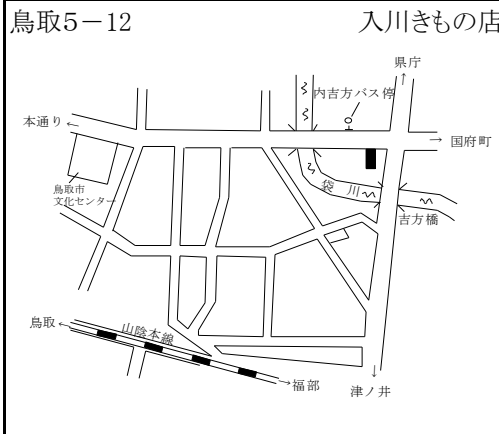 鳥取5－12
入川きもの店
県庁
↑
内吉方バス停
本通り←
→ 国府町
鳥取市
文化センター
袋川
吉方橋
鳥取←
山陰本線
→福部
↓
津ノ井